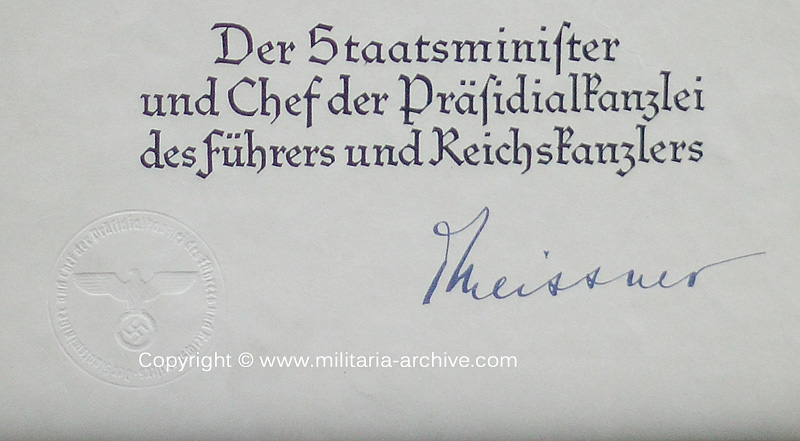 Der Staatsminister
und Chef der Präsidialkanzlei
des Führers und Reichskanzlers
Meissner
Copyright © www.militaria-archive.com